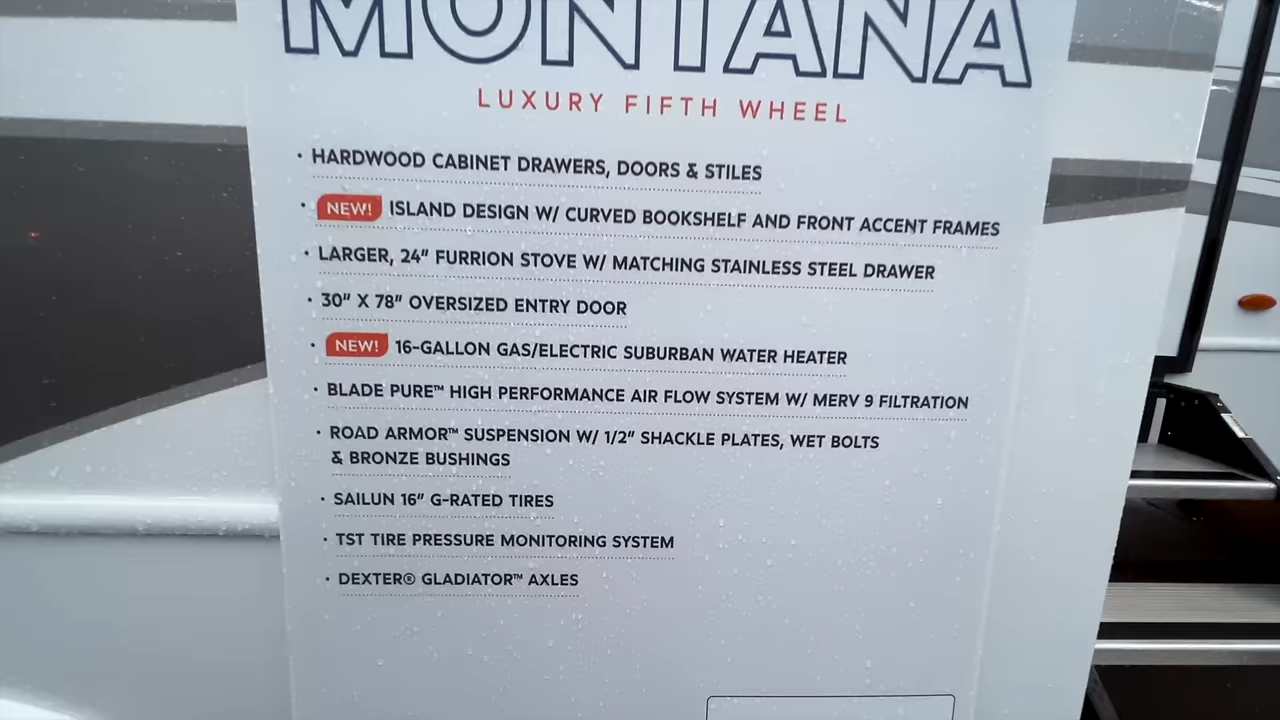 MONTANA
LUXURY FIFTH WHEEL
• HARDWOOD CABINET DRAWERS, DOORS & STILES
• NEW! ISLAND DESIGN W/ CURVED BOOKSHELF AND FRONT ACCENT FRAMES
• LARGER, 24" FURRION STOVE W/ MATCHING STAINLESS STEEL DRAWER
• 30" X 78" OVERSIZED ENTRY DOOR
• NEW! 16-GALLON GAS/ELECTRIC SUBURBAN WATER HEATER
• BLADE PURE™ HIGH PERFORMANCE AIR FLOW SYSTEM W/ MERV 9 FILTRATION
• ROAD ARMOR™ SUSPENSION W/ 1/2" SHACKLE PLATES, WET BOLTS
& BRONZE BUSHINGS
• SAILUN 16" G-RATED TIRES
• TST TIRE PRESSURE MONITORING SYSTEM
• DEXTER® GLADIATOR™ AXLES